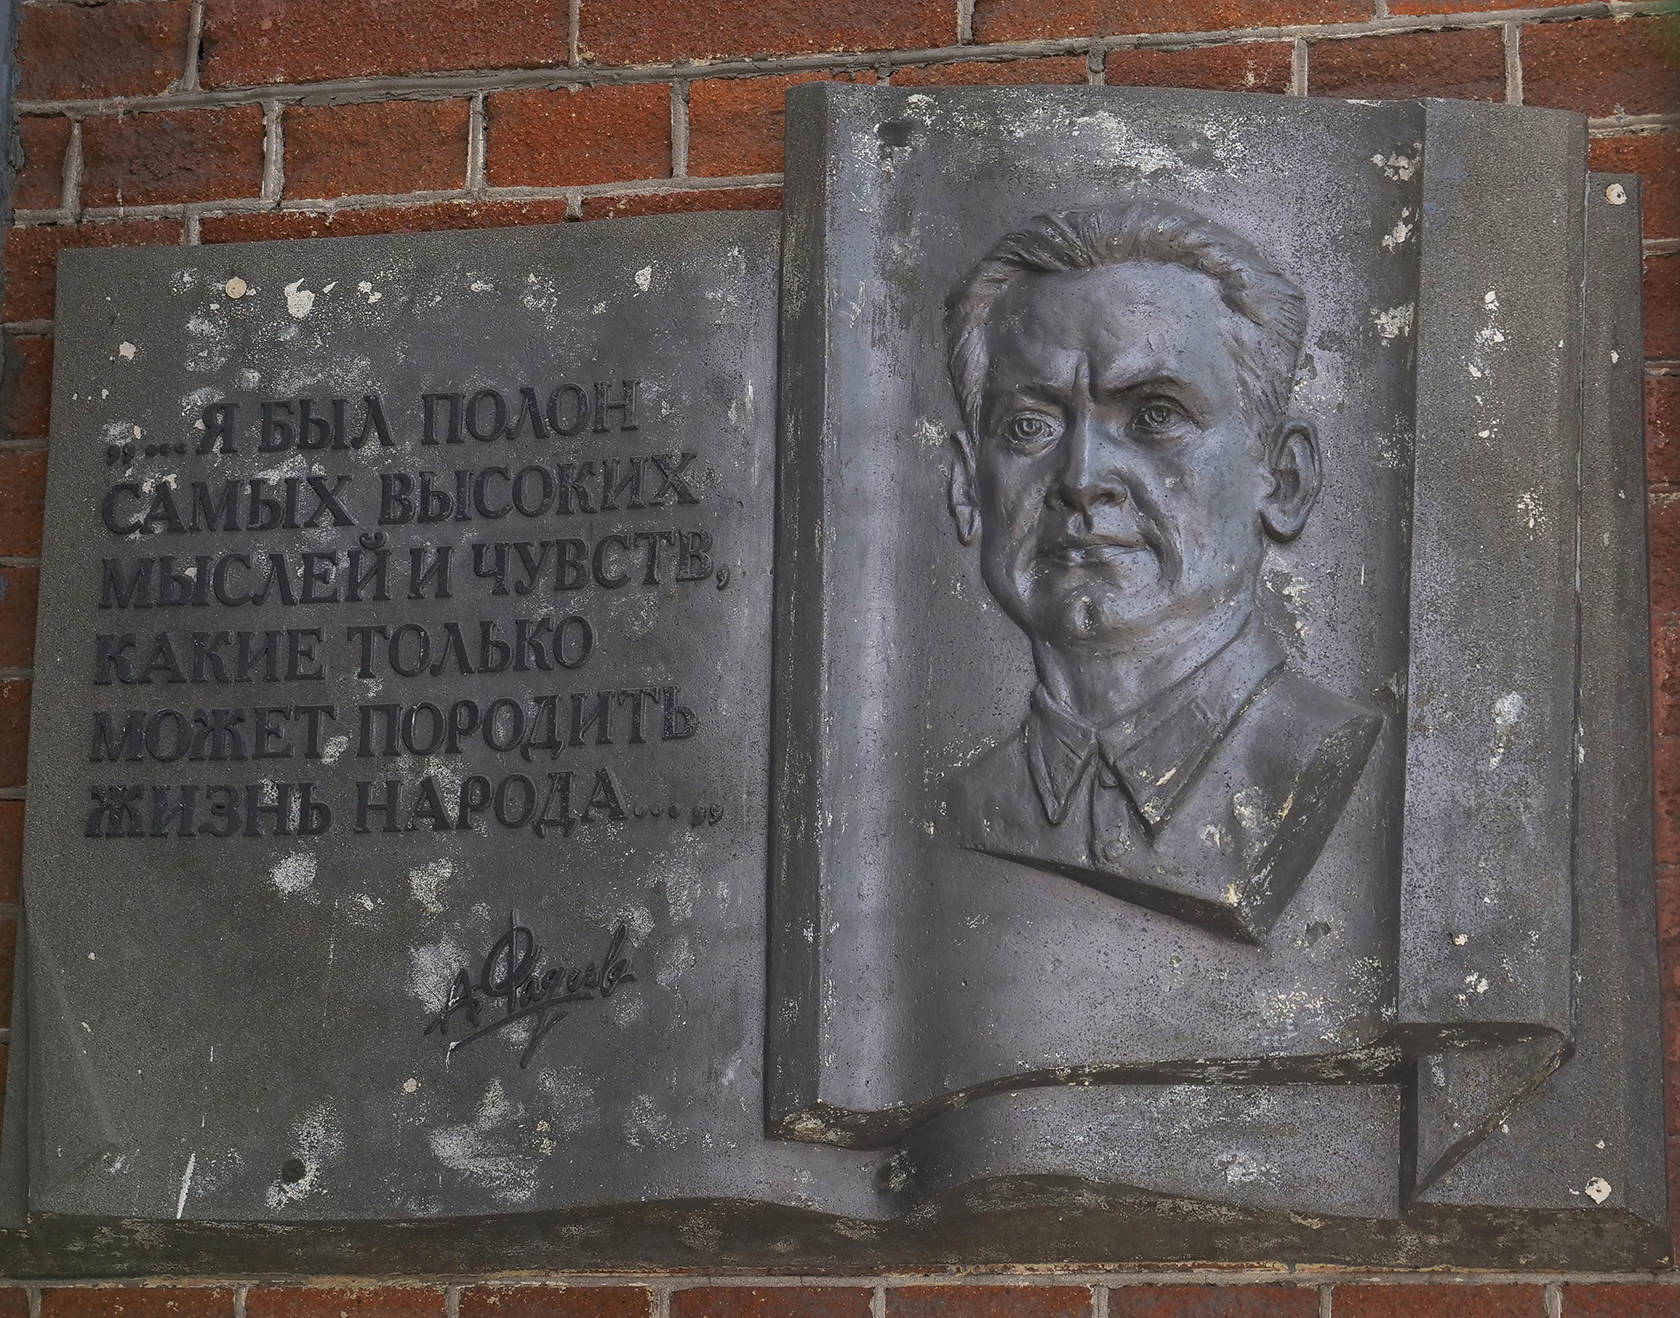 „...Я БЫЛ ПОЛОН
САМЫХ ВЫСОКИХ
МЫСЛЕЙ И ЧУВСТВ,
КАКИЕ ТОЛЬКО
МОЖЕТ ПОРОДИТЬ
ЖИЗНЬ НАРОДА...„
А. Фадеев